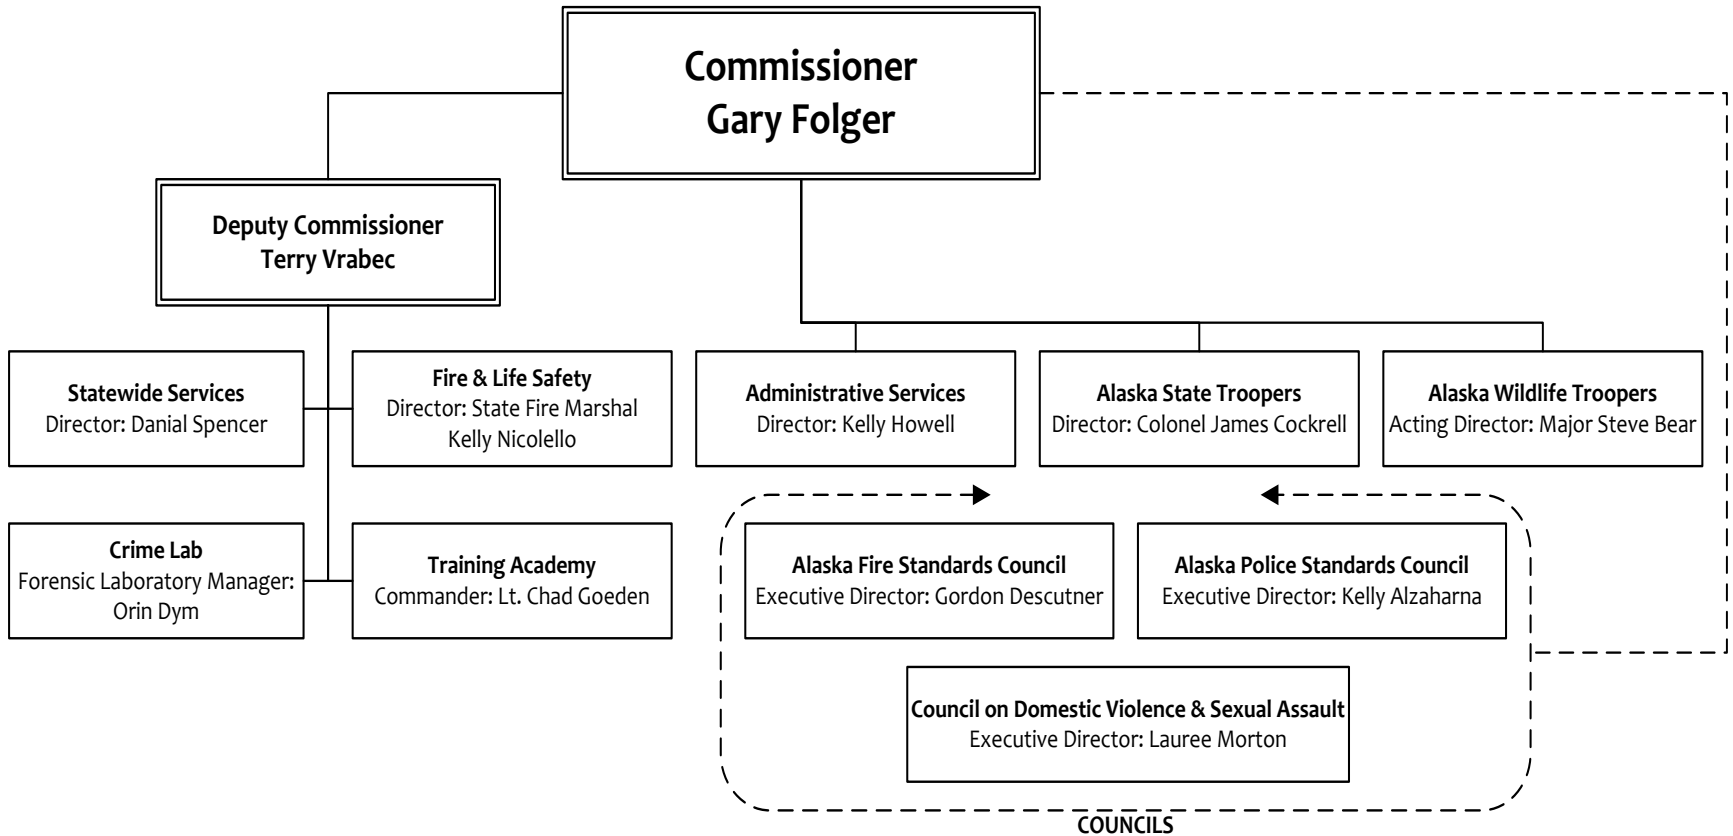 Commissioner
Gary Folger
Deputy Commissioner
Terry Vrabec
Statewide Services
Director: Danial Spencer
Fire & Life Safety
Director: State Fire Marshal
Kelly Nicolello
Administrative Services
Director: Kelly Howell
Alaska State Troopers
Director: Colonel James Cockrell
Alaska Wildlife Troopers
Acting Director: Major Steve Bear
Crime Lab
Forensic Laboratory Manager:
Orin Dym
Training Academy
Commander: Lt. Chad Goeden
Alaska Fire Standards Council
Executive Director: Gordon Descutner
Alaska Police Standards Council
Executive Director: Kelly Alzaharna
Council on Domestic Violence & Sexual Assault
Executive Director: Lauree Morton
COUNCILS